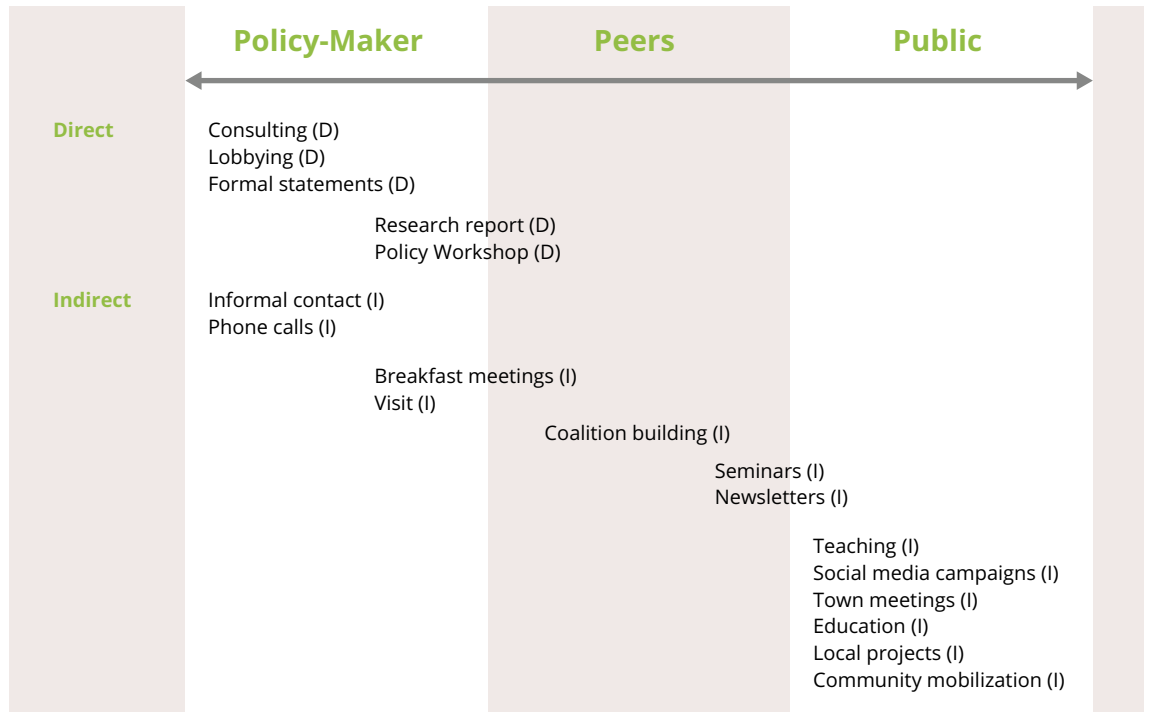 Policy-Maker Peers Public
Direct
Consulting (D)
Lobbying (D)
Formal statements (D)
Research report (D)
Policy Workshop (D)
Indirect
Informal contact (I)
Phone calls (I)
Breakfast meetings (I)
Visit (I)
Coalition building (I)
Seminars (I)
Newsletters (I)
Teaching (I)
Social media campaigns (I)
Town meetings (I)
Education (I)
Local projects (I)
Community mobilization (I)